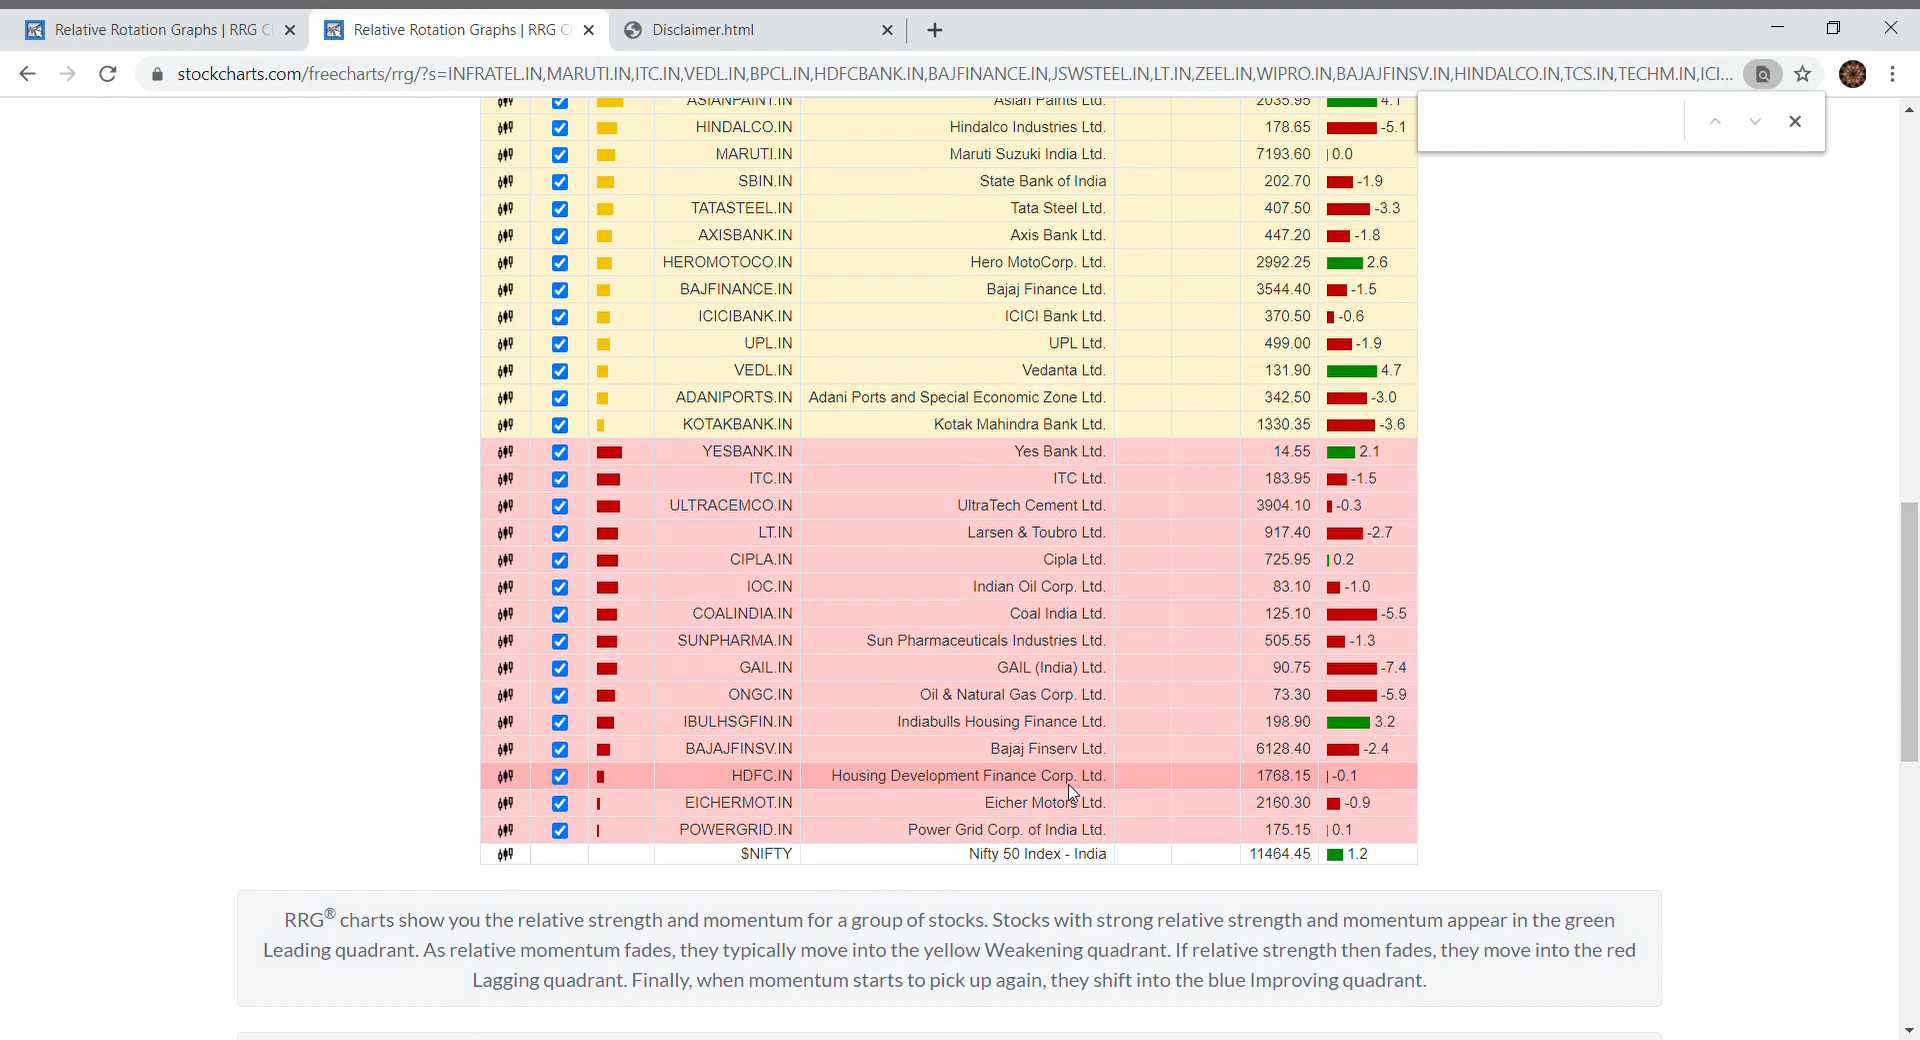 Relative Rotation Graphs | RRG C
Relative Rotation Graphs | RRG C
Disclaimer.html
stockcharts.com/freecharts/rrg/?s=INFRATEL.IN,MARUTI.IN,ITC.IN,VEDL.IN,BPCL.IN,HDFCBANK.IN,BAJFINANCE.IN,JSWSTEEL.IN,LT.IN,ZEEL.IN,WIPRO.IN,BAJAJFINSV.IN,HINDALCO.IN,TCS.IN,TECHM.IN,ICI...
ASIANPAINT.IN Asian Paints Ltd. 2035.95 4.1
HINDALCO.IN Hindalco Industries Ltd. 178.65 -5.1
MARUTI.IN Maruti Suzuki India Ltd. 7193.60 0.0
SBIN.IN State Bank of India 202.70 -1.9
TATASTEEL.IN Tata Steel Ltd. 407.50 -3.3
AXISBANK.IN Axis Bank Ltd. 447.20 -1.8
HEROMOTOCO.IN Hero MotoCorp. Ltd. 2992.25 2.6
BAJFINANCE.IN Bajaj Finance Ltd. 3544.40 -1.5
ICICIBANK.IN ICICI Bank Ltd. 370.50 -0.6
UPL.IN UPL Ltd. 499.00 -1.9
VEDL.IN Vedanta Ltd. 131.90 4.7
ADANIPORTS.IN Adani Ports and Special Economic Zone Ltd. 342.50 -3.0
KOTAKBANK.IN Kotak Mahindra Bank Ltd. 1330.35 -3.6
YESBANK.IN Yes Bank Ltd. 14.55 2.1
ITC.IN ITC Ltd. 183.95 -1.5
ULTRACEMCO.IN UltraTech Cement Ltd. 3904.10 -0.3
LT.IN Larsen & Toubro Ltd. 917.40 -2.7
CIPLA.IN Cipla Ltd. 725.95 0.2
IOC.IN Indian Oil Corp. Ltd. 83.10 -1.0
COALINDIA.IN Coal India Ltd. 125.10 -5.5
SUNPHARMA.IN Sun Pharmaceuticals Industries Ltd. 505.55 -1.3
GAIL.IN GAIL (India) Ltd. 90.75 -7.4
ONGC.IN Oil & Natural Gas Corp. Ltd. 73.30 -5.9
IBULHSGFIN.IN Indiabulls Housing Finance Ltd. 198.90 3.2
BAJAJFINSV.IN Bajaj Finserv Ltd. 6128.40 -2.4
HDFC.IN Housing Development Finance Corp. Ltd. 1768.15 -0.1
EICHERMOT.IN Eicher Motors Ltd. 2160.30 -0.9
POWERGRID.IN Power Grid Corp. of India Ltd. 175.15 0.1
$NIFTY Nifty 50 Index - India 11464.45 1.2
RRG® charts show you the relative strength and momentum for a group of stocks. Stocks with strong relative strength and momentum appear in the green
Leading quadrant. As relative momentum fades, they typically move into the yellow Weakening quadrant. If relative strength then fades, they move into the red
Lagging quadrant. Finally, when momentum starts to pick up again, they shift into the blue Improving quadrant.